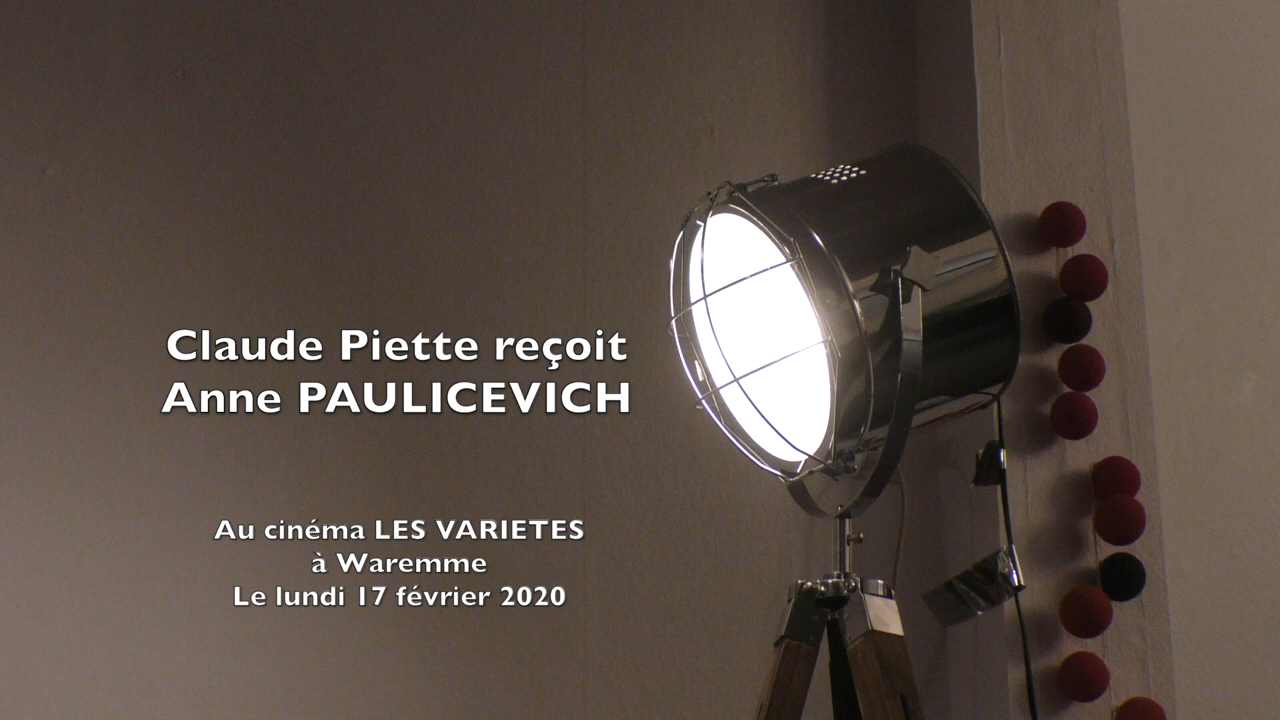 Claude Piette reçoit
Anne PAULICEVICH
Au cinéma LES VARIETES
à Waremme
Le lundi 17 février 2020